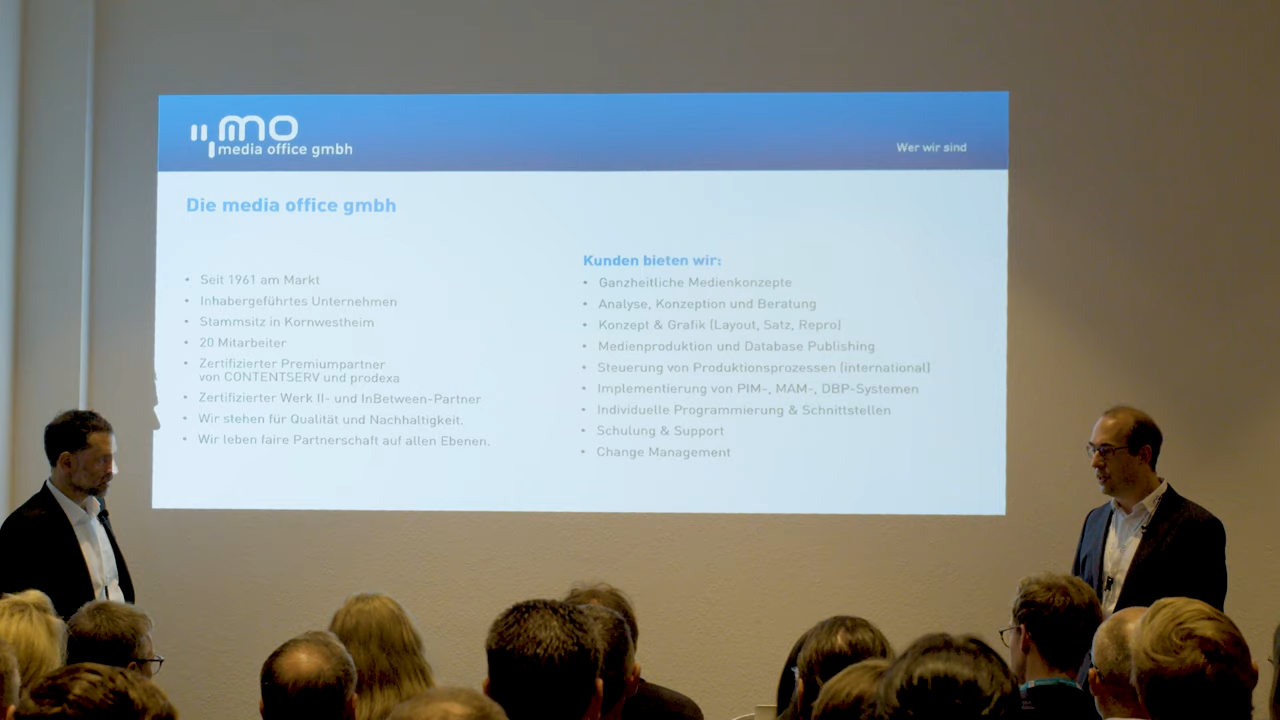 mo
media office gmbh
Wer wir sind
Die media office gmbh
• Seit 1961 am Markt
• Inhabergeführtes Unternehmen
• Stammsitz in Kornwestheim
• 20 Mitarbeiter
• Zertifizierter Premiumpartner
von CONTENTSERV und prodexa
• Zertifizierter Werk II- und InBetween-Partner
• Wir stehen für Qualität und Nachhaltigkeit.
• Wir leben faire Partnerschaft auf allen Ebenen.
Kunden bieten wir:
• Ganzheitliche Medienkonzepte
• Analyse, Konzeption und Beratung
• Konzept & Grafik (Layout, Satz, Repro)
• Medienproduktion und Database Publishing
• Steuerung von Produktionsprozessen (international)
• Implementierung von PIM-, MAM-, DBP-Systemen
• Individuelle Programmierung & Schnittstellen
• Schulung & Support
• Change Management